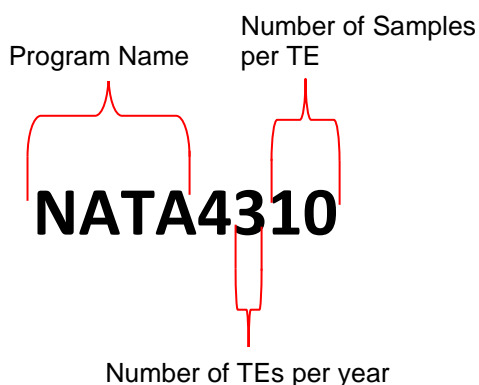 Number of Samples
per TE
Program Name
NATA4310
Number of TEs per year